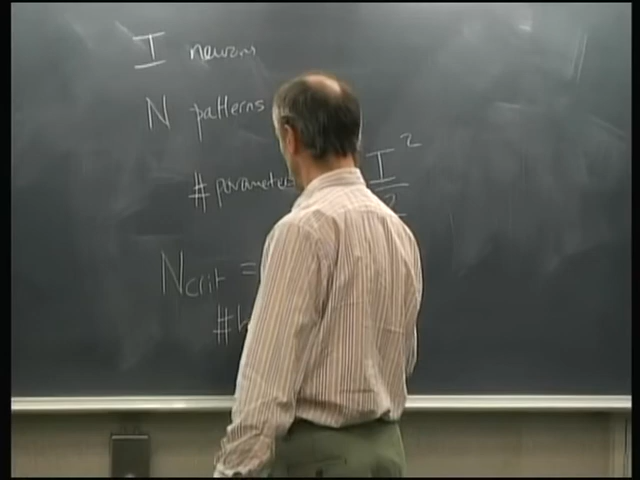 I neurons
N patterns
# parameters I²/2
Ncrit =
#b